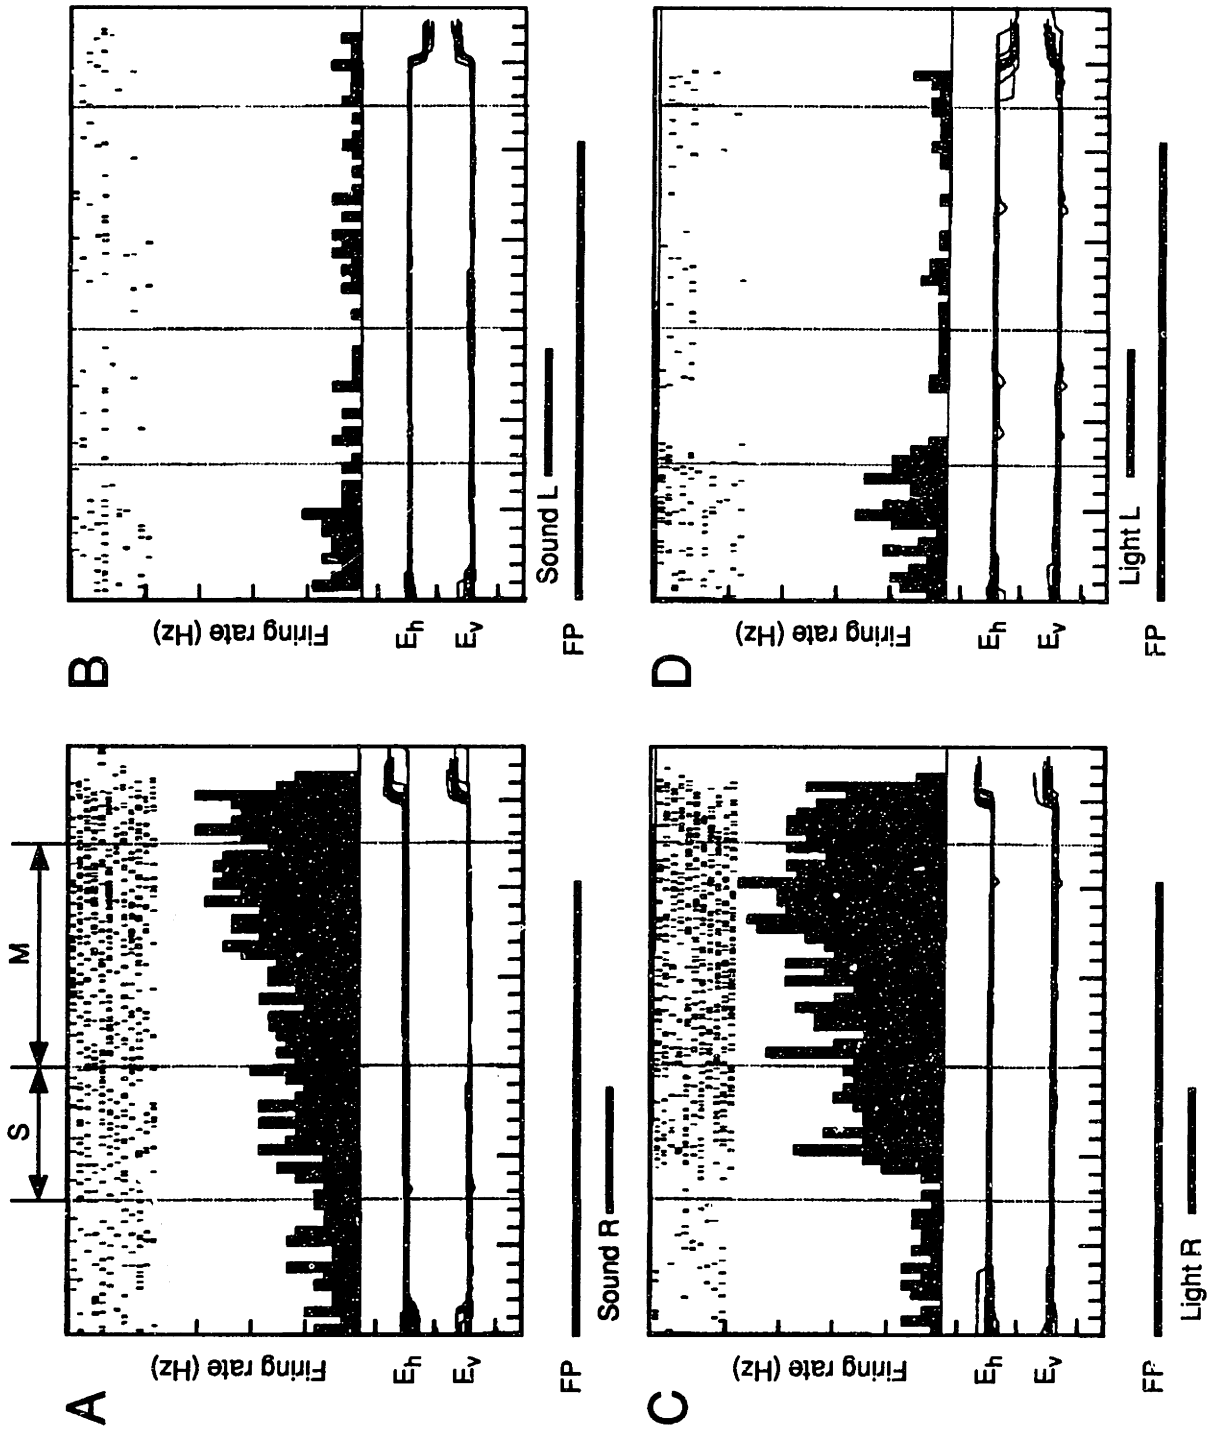 A
S
M
Firing rate (Hz)
Eh
Ev
FP
Sound R
B
Firing rate (Hz)
Eh
Ev
Sound L
FP
C
Firing rate (Hz)
Eh
Ev
FP
Light R
D
Firing rate (Hz)
Eh
Ev
Light L
FP